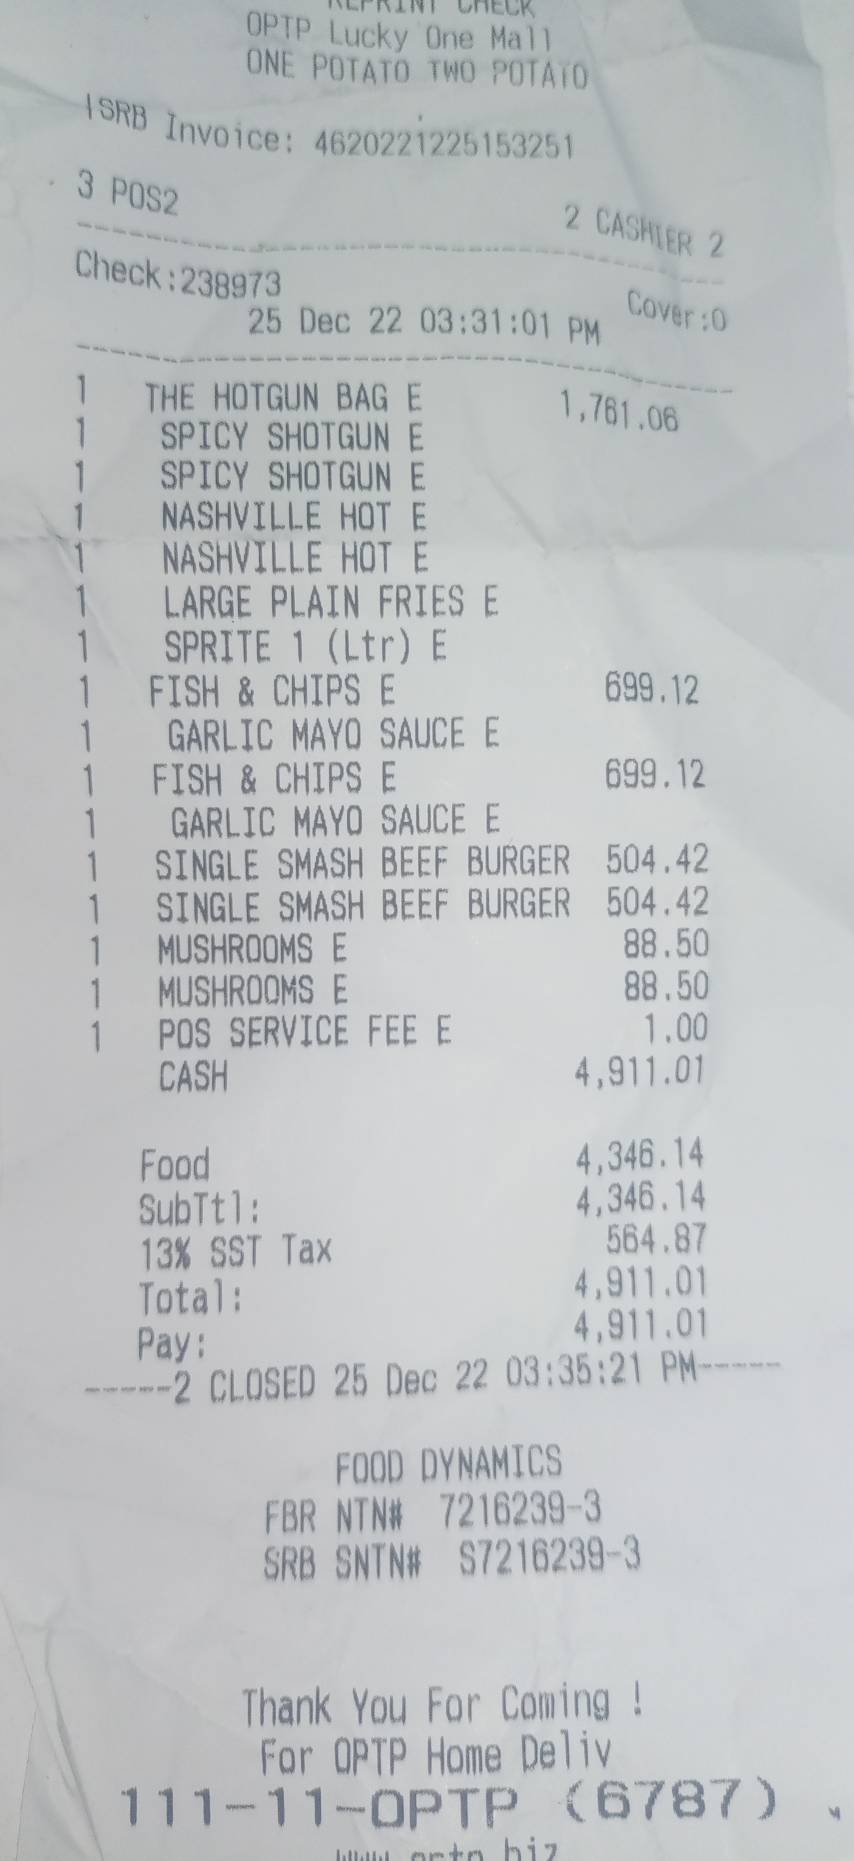 REPRINT CHECK
OPTP Lucky One Mall
ONE POTATO TWO POTATO
SRB Invoice: 4620221225153251
3 POS2 2 CASHIER 2
Check:238973 Cover:0
25 Dec 22 03:31:01 PM
1 THE HOTGUN BAG E 1,761.06
1 SPICY SHOTGUN E
1 SPICY SHOTGUN E
1 NASHVILLE HOT E
1 NASHVILLE HOT E
1 LARGE PLAIN FRIES E
1 SPRITE 1 (Ltr) E
1 FISH & CHIPS E 699.12
1 GARLIC MAYO SAUCE E
1 FISH & CHIPS E 699.12
1 GARLIC MAYO SAUCE E
1 SINGLE SMASH BEEF BURGER 504.42
1 SINGLE SMASH BEEF BURGER 504.42
1 MUSHROOMS E 88.50
1 MUSHROOMS E 88.50
1 POS SERVICE FEE E 1.00
CASH 4,911.01
Food 4,346.14
SubTtl: 4,346.14
13% SST Tax 564.87
Total: 4,911.01
Pay: 4,911.01
-----2 CLOSED 25 Dec 22 03:35:21 PM-----
FOOD DYNAMICS
FBR NTN# 7216239-3
SRB SNTN# S7216239-3
Thank You For Coming !
For OPTP Home Deliv
111-11-OPTP (6787)
www.optp.biz